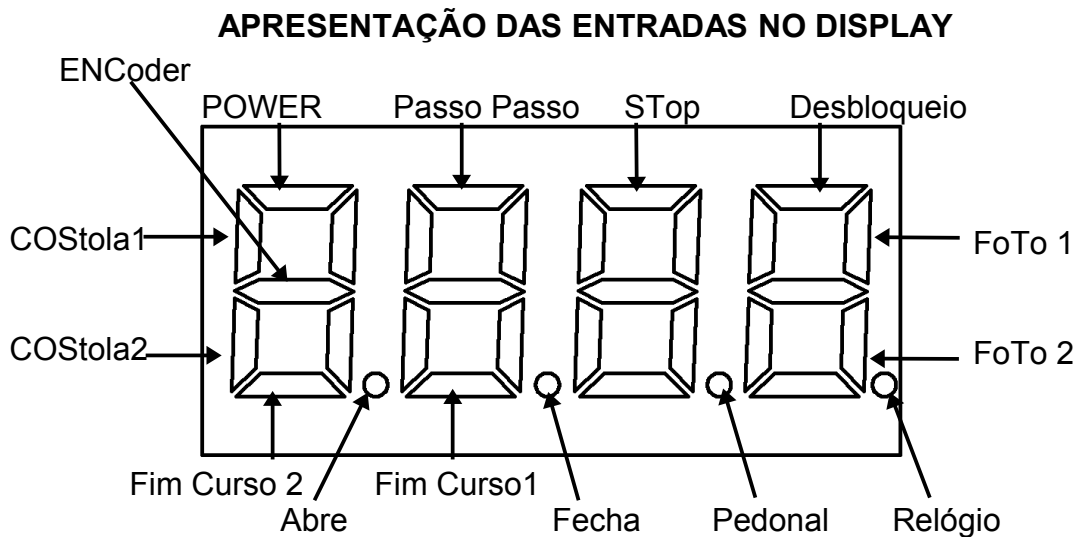 APRESENTAÇÃO DAS ENTRADAS NO DISPLAY
ENCoder
POWER Passo Passo STop Desbloqueio
COStola1 FoTo 1
COStola2 FoTo 2
Fim Curso 2 Fim Curso1
Abre Fecha Pedonal Relógio